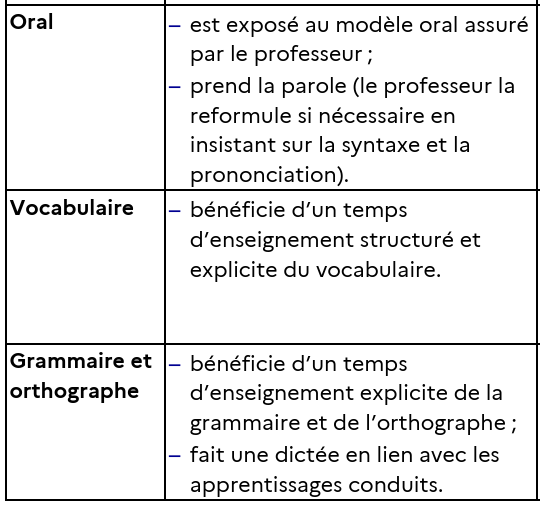 Oral
– est exposé au modèle oral assuré
par le professeur ;
– prend la parole (le professeur la
reformule si nécessaire en
insistant sur la syntaxe et la
prononciation).
Vocabulaire
– bénéficie d’un temps
d’enseignement structuré et
explicite du vocabulaire.
Grammaire et
orthographe
– bénéficie d’un temps
d’enseignement explicite de la
grammaire et de l’orthographe ;
– fait une dictée en lien avec les
apprentissages conduits.